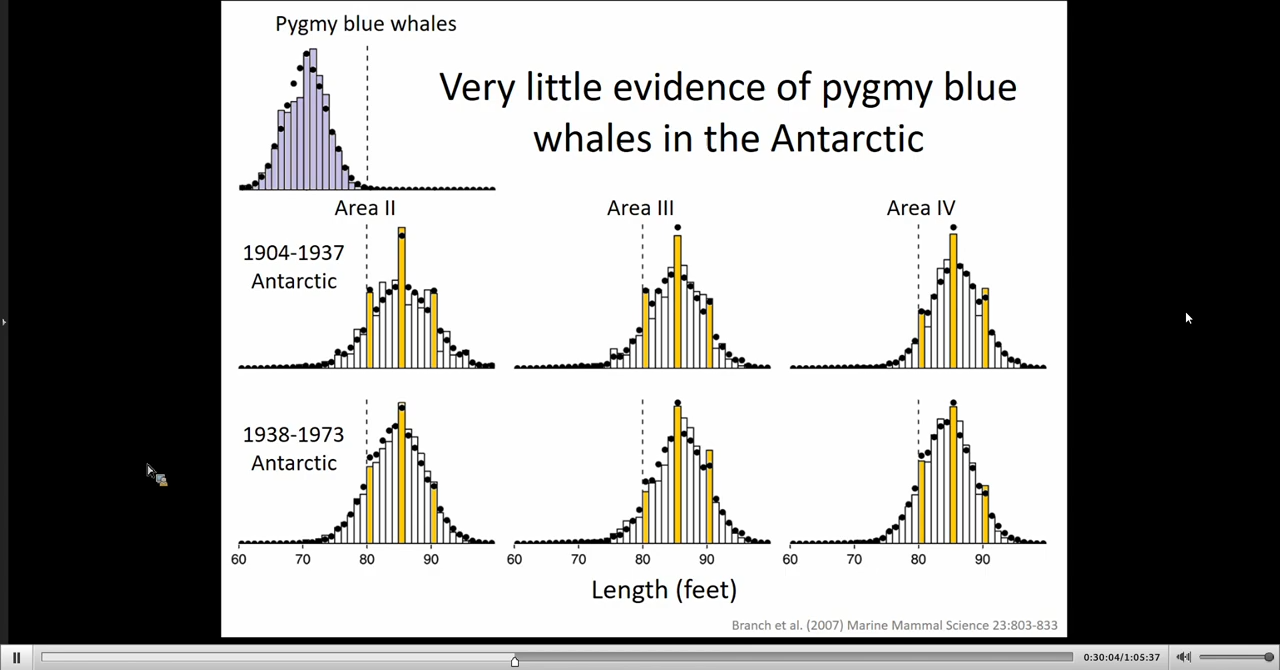 Pygmy blue whales
Very little evidence of pygmy blue
whales in the Antarctic
Area II
Area III
Area IV
1904-1937
Antarctic
1938-1973
Antarctic
60 70 80 90 60 70 80 90 60 70 80 90
Length (feet)
Branch et al. (2007) Marine Mammal Science 23:803-833
0:30:04/1:05:37